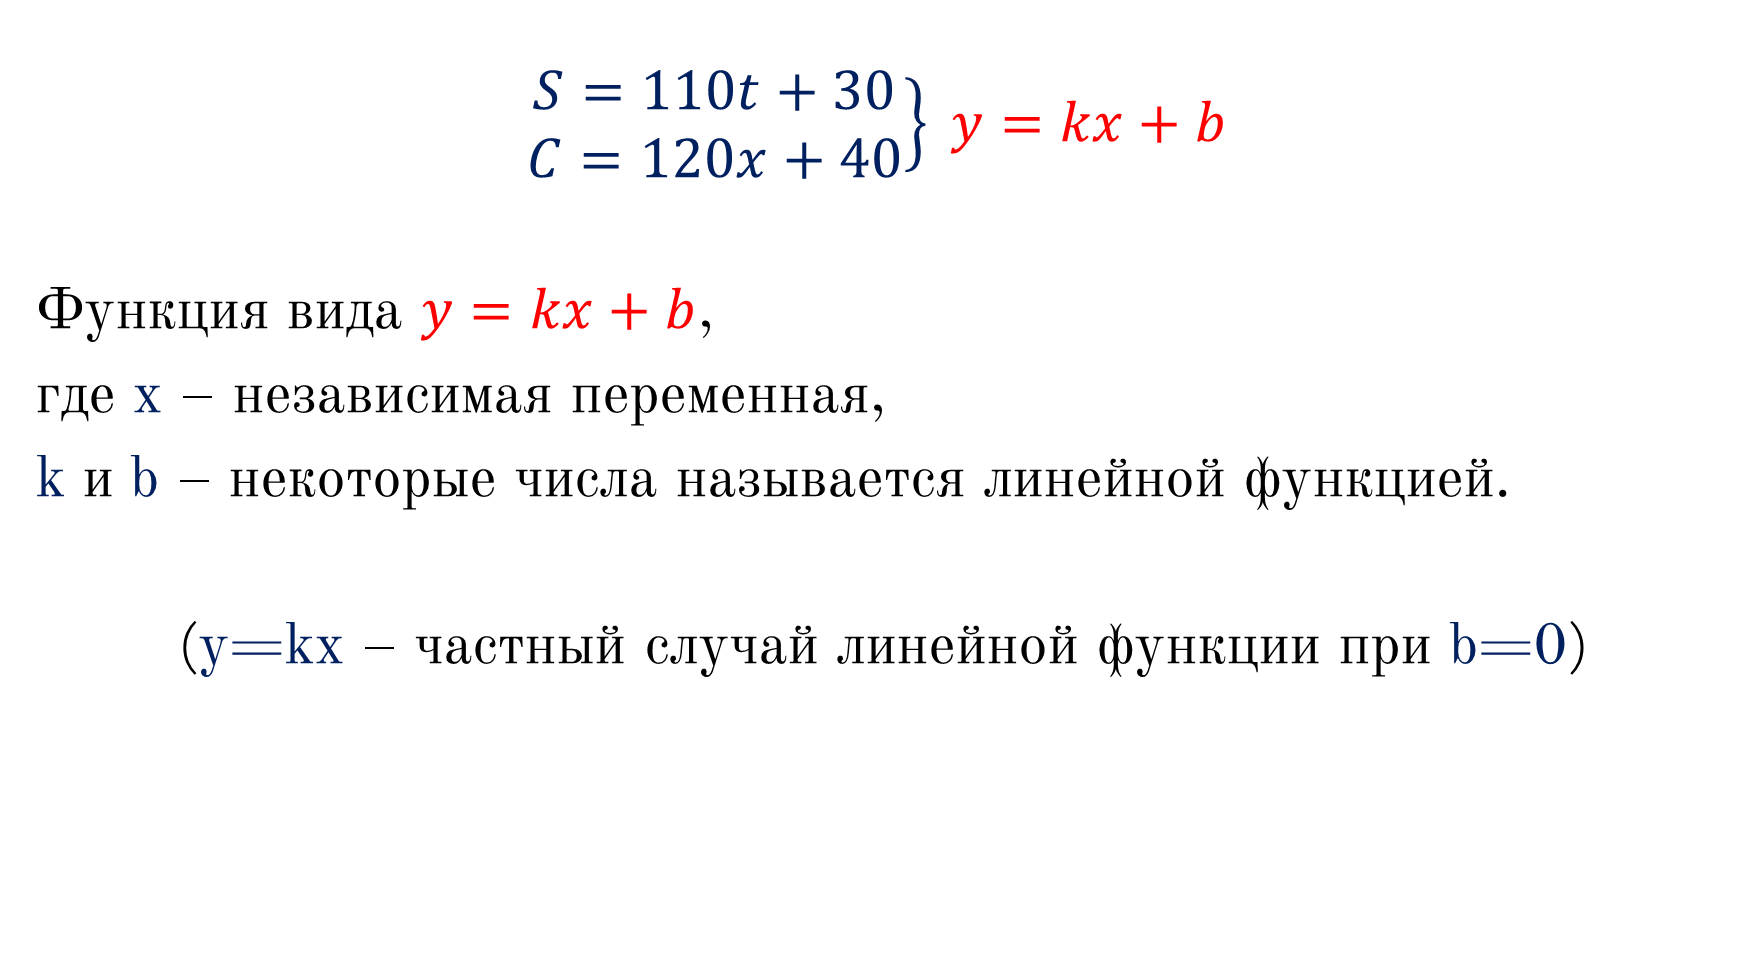 S = 110t + 30
C = 120x + 40} y = kx + b
Функция вида y = kx + b,
где x – независимая переменная,
k и b – некоторые числа называется линейной функцией.
(y=kx – частный случай линейной функции при b=0)